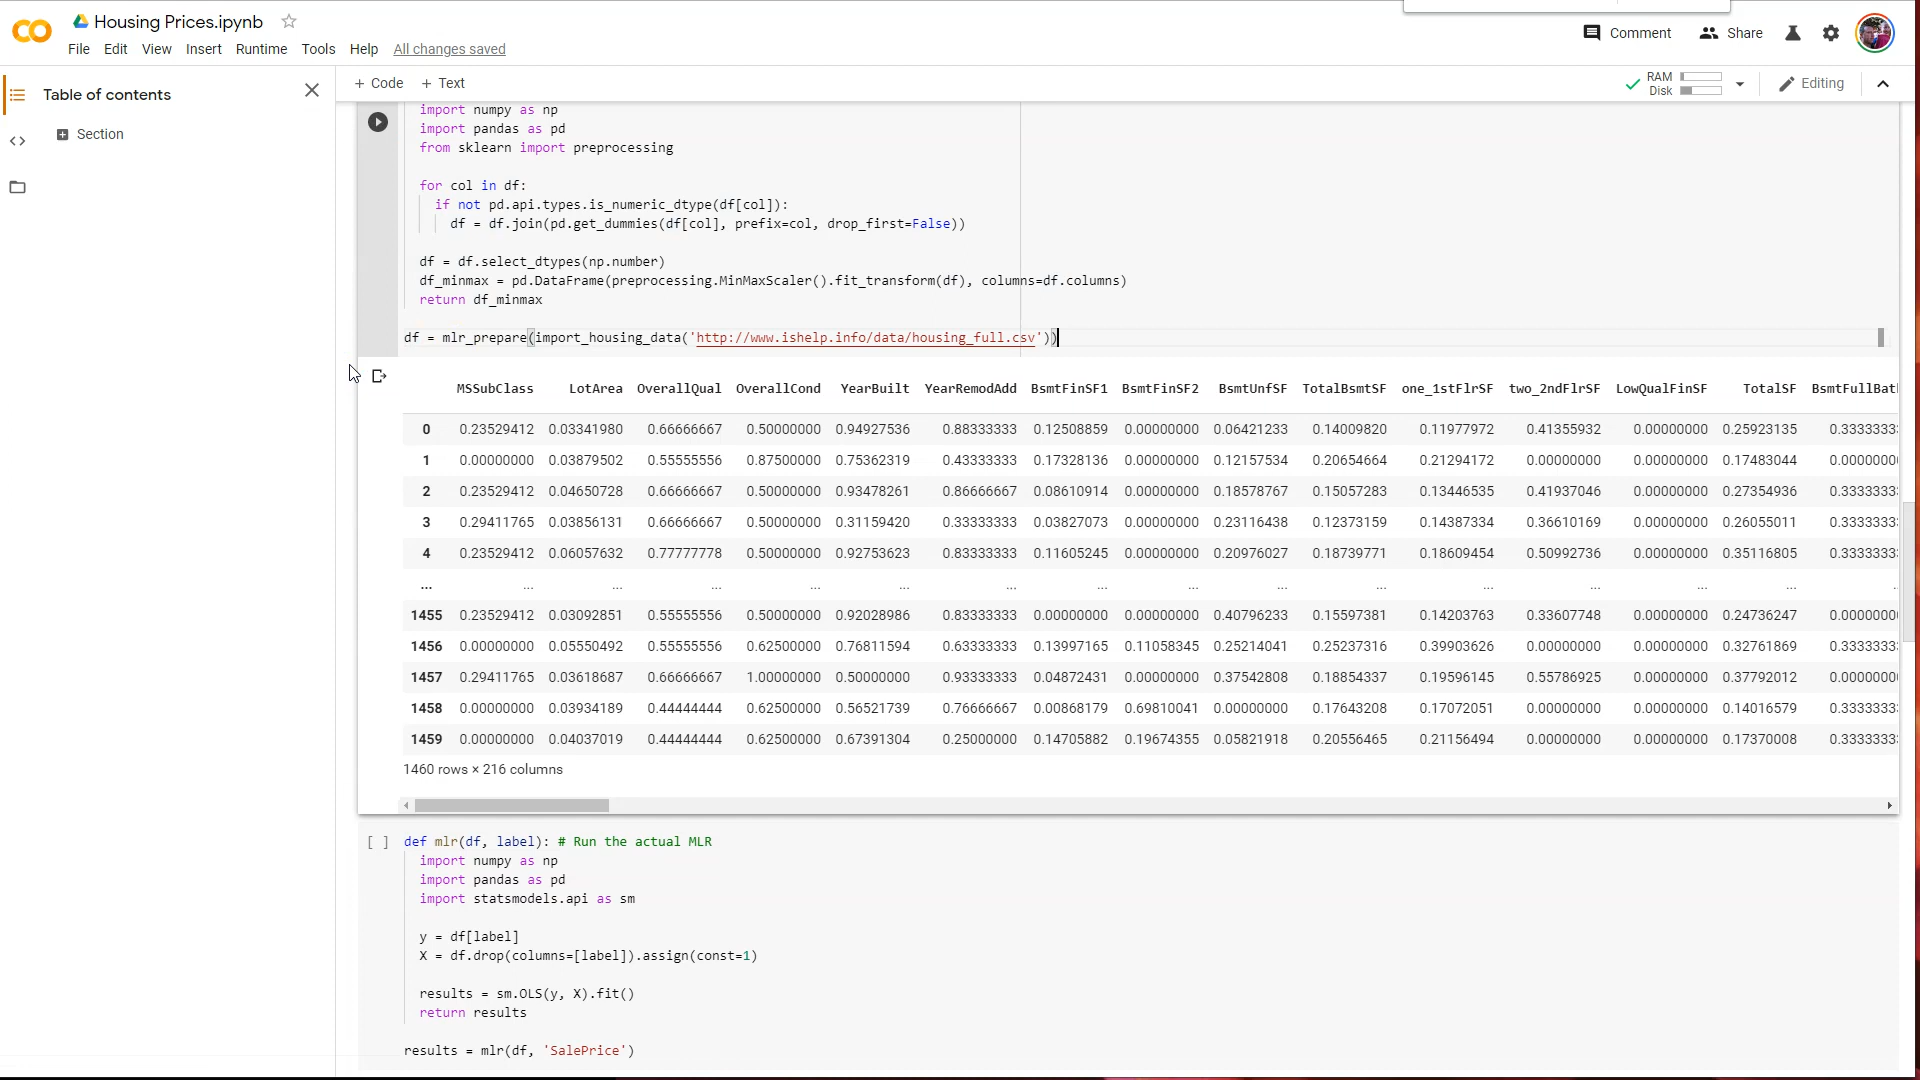 Housing Prices.ipynb
File Edit View Insert Runtime Tools Help All changes saved
Comment Share
Table of contents
Section
+ Code + Text
RAM
Disk
Editing
import numpy as np
import pandas as pd
from sklearn import preprocessing
for col in df:
if not pd.api.types.is_numeric_dtype(df[col]):
df = df.join(pd.get_dummies(df[col], prefix=col, drop_first=False))
df = df.select_dtypes(np.number)
df_minmax = pd.DataFrame(preprocessing.MinMaxScaler().fit_transform(df), columns=df.columns)
return df_minmax
df = mlr_prepare(import_housing_data('http://www.ishelp.info/data/housing_full.csv'))
MSSubClass LotArea OverallQual OverallCond YearBuilt YearRemodAdd BsmtFinSF1 BsmtFinSF2 BsmtUnfSF TotalBsmtSF one_1stFlrSF two_2ndFlrSF LowQualFinSF TotalSF BsmtFullBat
0 0.23529412 0.03341980 0.66666667 0.50000000 0.94927536 0.88333333 0.12508859 0.00000000 0.06421233 0.14009820 0.11977972 0.41355932 0.00000000 0.25923135 0.3333333
1 0.00000000 0.03879502 0.55555556 0.87500000 0.75362319 0.43333333 0.17328136 0.00000000 0.12157534 0.20654664 0.21294172 0.00000000 0.00000000 0.17483044 0.0000000
2 0.23529412 0.04650728 0.66666667 0.50000000 0.93478261 0.86666667 0.08610914 0.00000000 0.18578767 0.15057283 0.13446535 0.41937046 0.00000000 0.27354936 0.3333333
3 0.29411765 0.03856131 0.66666667 0.50000000 0.31159420 0.33333333 0.03827073 0.00000000 0.23116438 0.12373159 0.14387334 0.36610169 0.00000000 0.26055011 0.3333333
4 0.23529412 0.06057632 0.77777778 0.50000000 0.92753623 0.83333333 0.11605245 0.00000000 0.20976027 0.18739771 0.18609454 0.50992736 0.00000000 0.35116805 0.3333333
... ... ... ... ... ... ... ... ... ... ... ... ... ... ... ..
1455 0.23529412 0.03092851 0.55555556 0.50000000 0.92028986 0.83333333 0.00000000 0.00000000 0.40796233 0.15597381 0.14203763 0.33607748 0.00000000 0.24736247 0.0000000
1456 0.00000000 0.05550492 0.55555556 0.62500000 0.76811594 0.63333333 0.13997165 0.11058345 0.25214041 0.25237316 0.39903626 0.00000000 0.00000000 0.32761869 0.3333333
1457 0.29411765 0.03618687 0.66666667 1.00000000 0.50000000 0.93333333 0.04872431 0.00000000 0.37542808 0.18854337 0.19596145 0.55786925 0.00000000 0.37792012 0.0000000
1458 0.00000000 0.03934189 0.44444444 0.62500000 0.56521739 0.76666667 0.00868179 0.69810041 0.00000000 0.17643208 0.17072051 0.00000000 0.00000000 0.14016579 0.3333333
1459 0.00000000 0.04037019 0.44444444 0.62500000 0.67391304 0.25000000 0.14705882 0.19674355 0.05821918 0.20556465 0.21156494 0.00000000 0.00000000 0.17370008 0.3333333
1460 rows × 216 columns
[ ] def mlr(df, label): # Run the actual MLR
import numpy as np
import pandas as pd
import statsmodels.api as sm
y = df[label]
X = df.drop(columns=[label]).assign(const=1)
results = sm.OLS(y, X).fit()
return results
results = mlr(df, 'SalePrice')